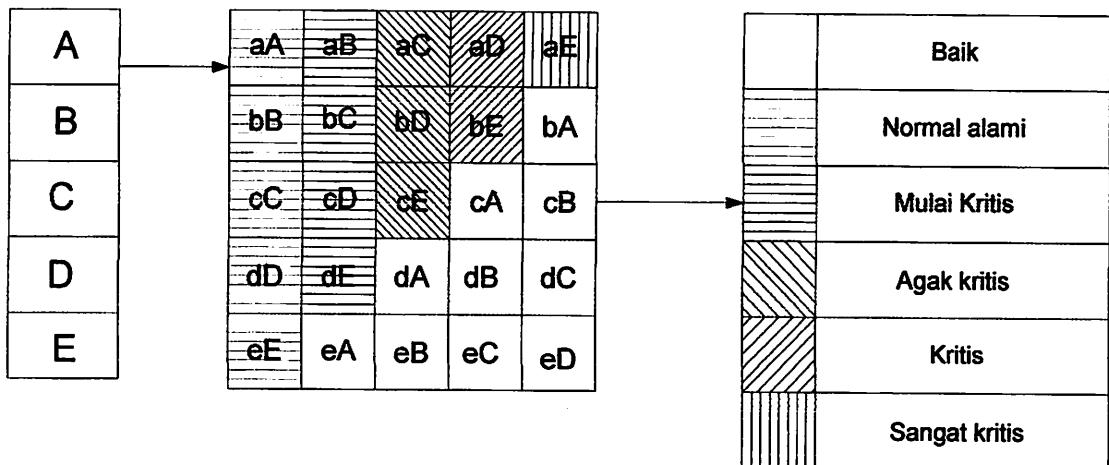 A
B
C
D
E
aA aB aC aD aE
bB bC bD bE bA
cC cD cE cA cB
dD dE dA dB dC
eE eA eB eC eD
Baik
Normal alami
Mulai Kritis
Agak kritis
Kritis
Sangat kritis